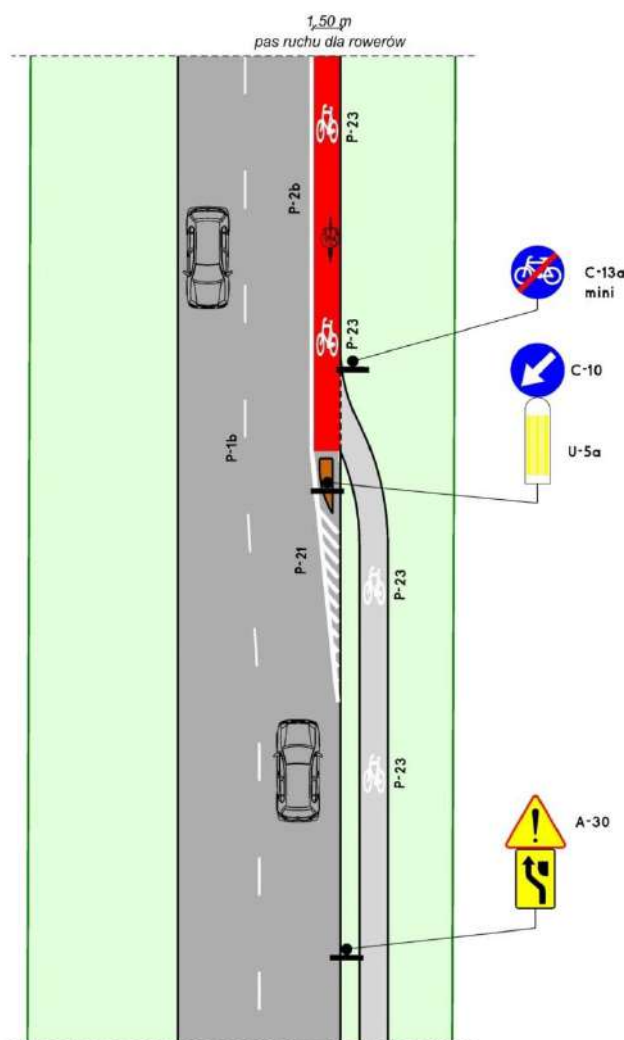 1,50 m
pas ruchu dla rowerów
P-23
P-2b
P-23
C-13a
mini
C-10
P-1b
U-5a
P-21
P-23
P-23
A-30